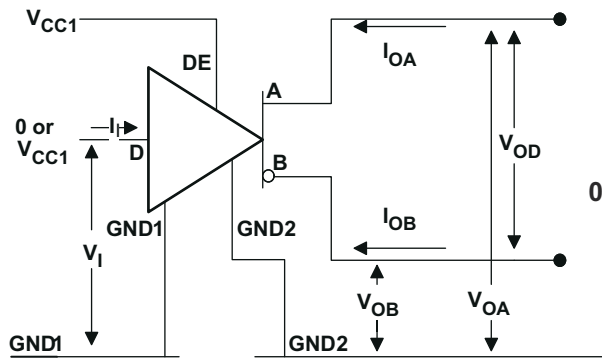 VCC1
DE
IOA
A
0 or
VCC1
II
D
VOD
B
0
IOB
GND1
GND2
VI
VOB
VOA
GND1
GND2